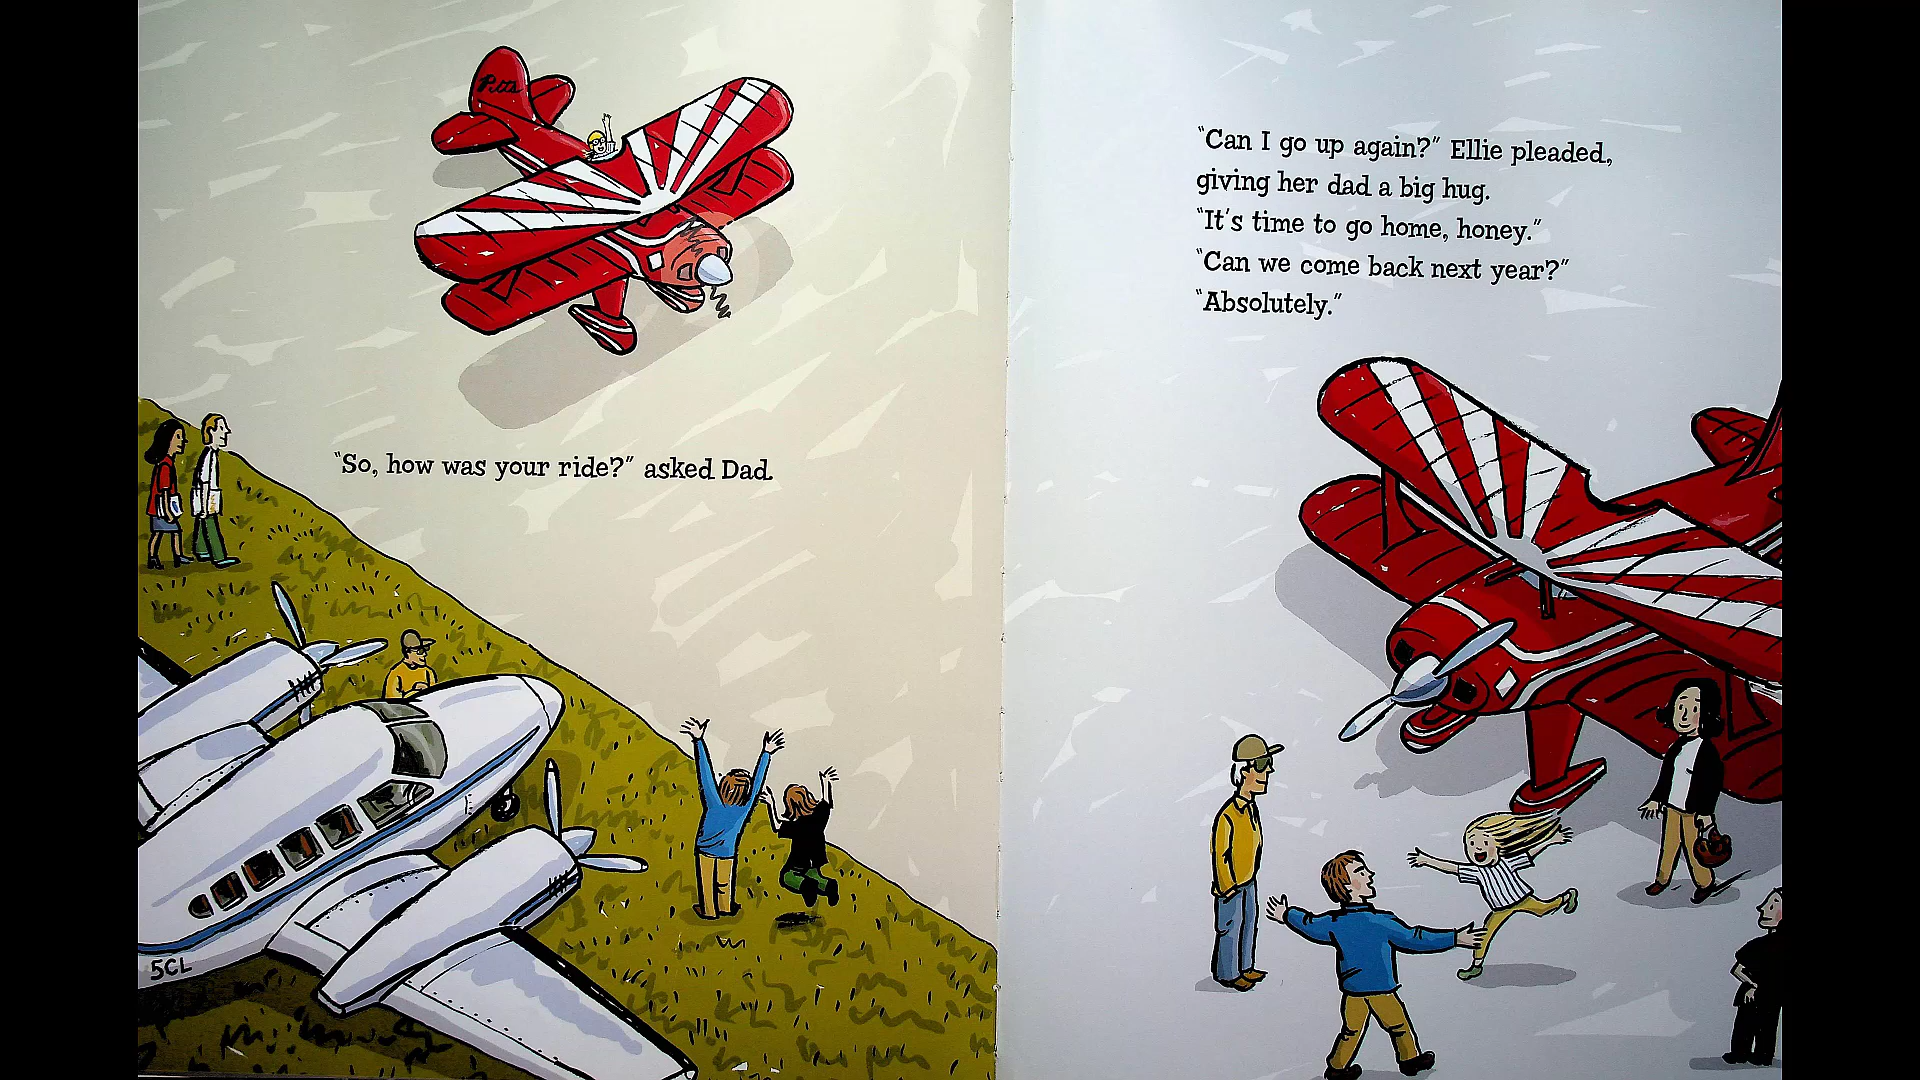 Pitts
"So, how was your ride?" asked Dad.
5CL
"Can I go up again?" Ellie pleaded,
giving her dad a big hug.
"It's time to go home, honey."
"Can we come back next year?"
"Absolutely."